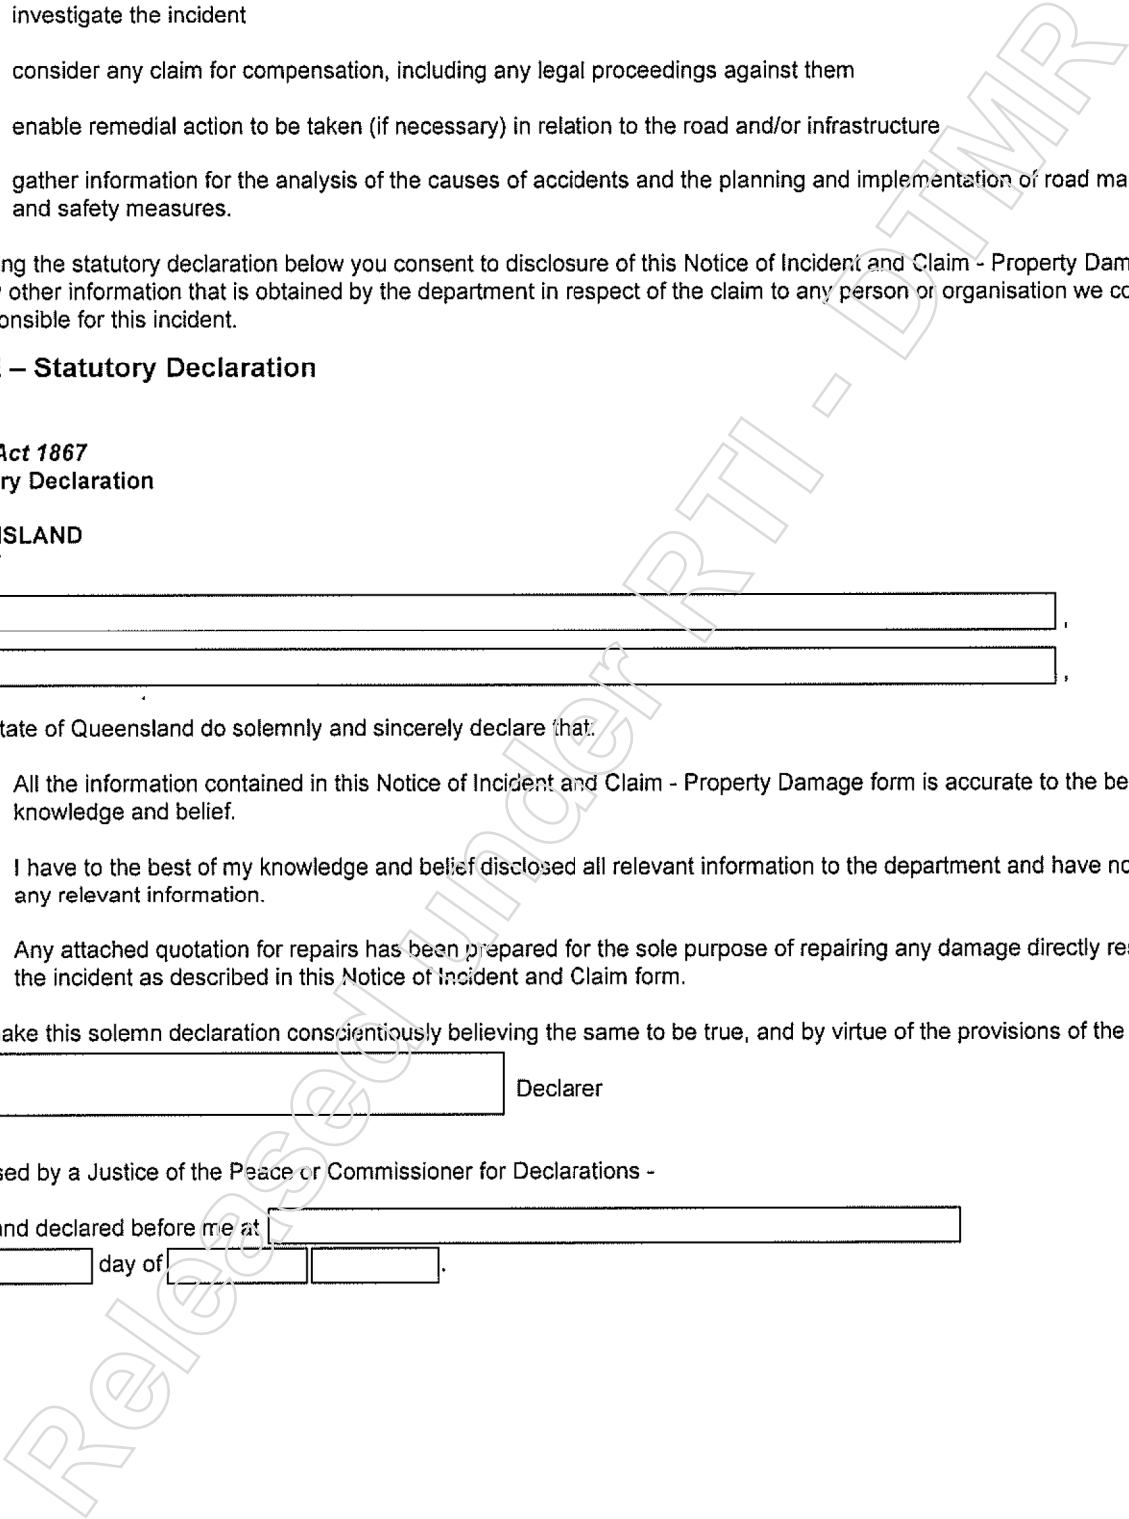 investigate the incident
consider any claim for compensation, including any legal proceedings against them
enable remedial action to be taken (if necessary) in relation to the road and/or infrastructure
gather information for the analysis of the causes of accidents and the planning and implementation of road ma
and safety measures.
ng the statutory declaration below you consent to disclosure of this Notice of Incident and Claim - Property Dam
other information that is obtained by the department in respect of the claim to any person or organisation we co
onsible for this incident.
– Statutory Declaration
Act 1867
ry Declaration
ISLAND
,
,
tate of Queensland do solemnly and sincerely declare that:
All the information contained in this Notice of Incident and Claim - Property Damage form is accurate to the be
knowledge and belief.
I have to the best of my knowledge and belief disclosed all relevant information to the department and have no
any relevant information.
Any attached quotation for repairs has been prepared for the sole purpose of repairing any damage directly res
the incident as described in this Notice of Incident and Claim form.
ake this solemn declaration conscientiously believing the same to be true, and by virtue of the provisions of the
Declarer
sed by a Justice of the Peace or Commissioner for Declarations -
and declared before me at
day of .
Released under RTI - DTMR